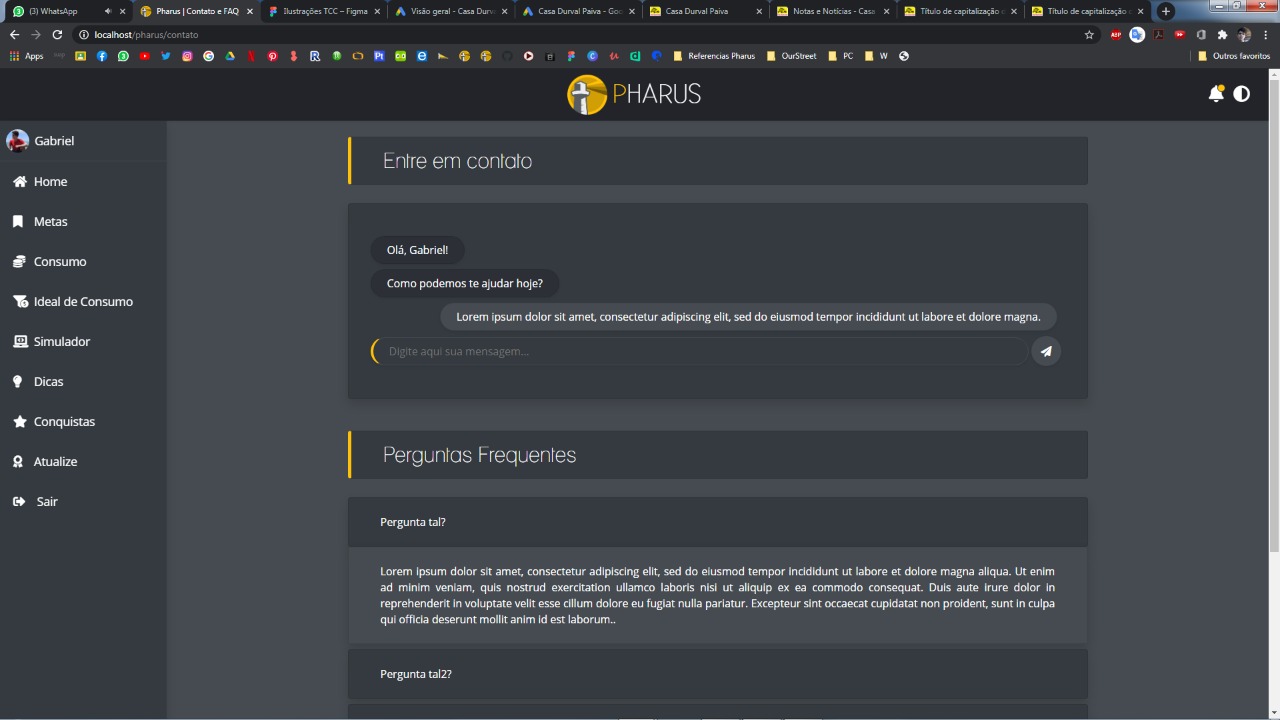 (3) WhatsApp
Pharus | Contato e FAQ
Ilustrações TCC – Figma
Visão geral - Casa Durv
Casa Durval Paiva - Goo
Casa Durval Paiva
Notas e Notícias - Casa
Título de capitalização
Título de capitalização
localhost/pharus/contato
Apps
Referencias Pharus
OurStreet
PC
W
Outros favoritos
PHARUS
Gabriel
Home
Metas
Consumo
Ideal de Consumo
Simulador
Dicas
Conquistas
Atualize
Sair
Entre em contato
Olá, Gabriel!
Como podemos te ajudar hoje?
Lorem ipsum dolor sit amet, consectetur adipiscing elit, sed do eiusmod tempor incididunt ut labore et dolore magna.
Digite aqui sua mensagem...
Perguntas Frequentes
Pergunta tal?
Lorem ipsum dolor sit amet, consectetur adipiscing elit, sed do eiusmod tempor incididunt ut labore et dolore magna aliqua. Ut enim
ad minim veniam, quis nostrud exercitation ullamco laboris nisi ut aliquip ex ea commodo consequat. Duis aute irure dolor in
reprehenderit in voluptate velit esse cillum dolore eu fugiat nulla pariatur. Excepteur sint occaecat cupidatat non proident, sunt in culpa
qui officia deserunt mollit anim id est laborum..
Pergunta tal2?